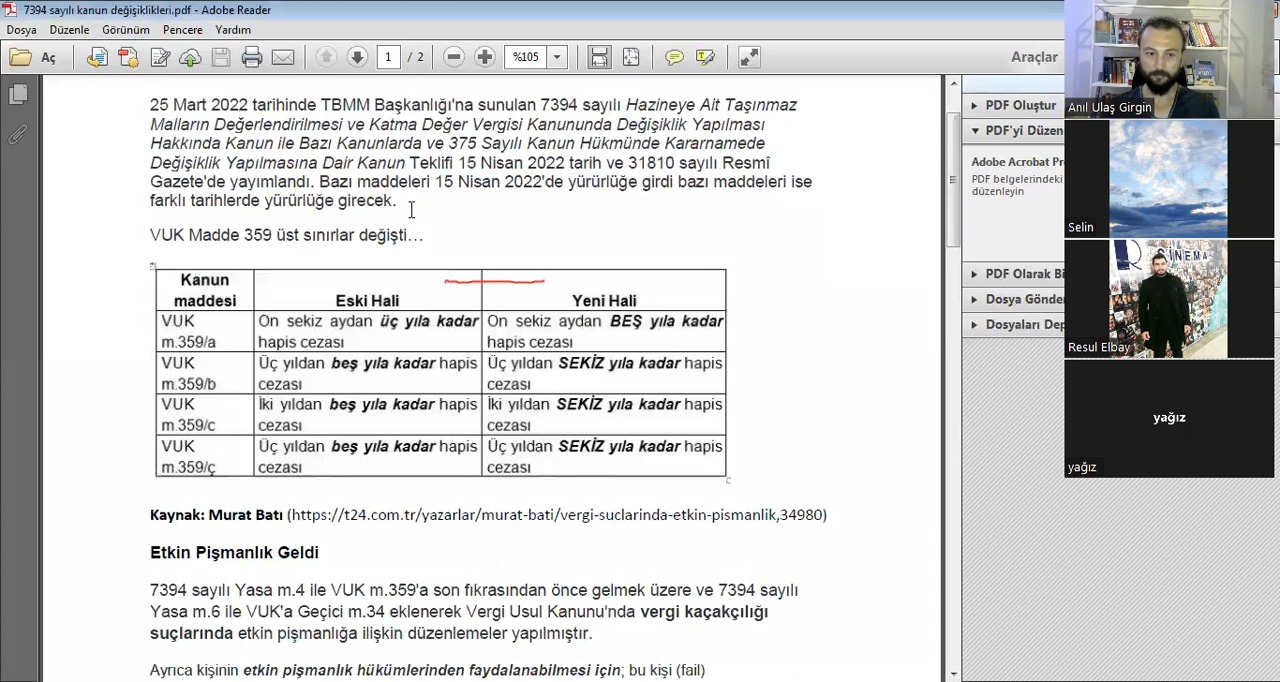 7394 sayılı kanun değişiklikleri.pdf - Adobe Reader
Dosya Düzenle Görünüm Pencere Yardım
Aç 1 / 2 %105 Araçlar
25 Mart 2022 tarihinde TBMM Başkanlığı'na sunulan 7394 sayılı Hazineye Ait Taşınmaz
Malların Değerlendirilmesi ve Katma Değer Vergisi Kanununda Değişiklik Yapılması
Hakkında Kanun ile Bazı Kanunlarda ve 375 Sayılı Kanun Hükmünde Kararnamede
Değişiklik Yapılmasına Dair Kanun Teklifi 15 Nisan 2022 tarih ve 31810 sayılı Resmî
Gazete'de yayımlandı. Bazı maddeleri 15 Nisan 2022'de yürürlüğe girdi bazı maddeleri ise
farklı tarihlerde yürürlüğe girecek.
VUK Madde 359 üst sınırlar değişti…
Kanun
maddesi Eski Hali Yeni Hali
VUK On sekiz aydan üç yıla kadar On sekiz aydan BEŞ yıla kadar
m.359/a hapis cezası hapis cezası
VUK Üç yıldan beş yıla kadar hapis Üç yıldan SEKİZ yıla kadar hapis
m.359/b cezası cezası
VUK İki yıldan beş yıla kadar hapis İki yıldan SEKİZ yıla kadar hapis
m.359/c cezası cezası
VUK Üç yıldan beş yıla kadar hapis Üç yıldan SEKİZ yıla kadar hapis
m.359/ç cezası cezası
Kaynak: Murat Batı (https://t24.com.tr/yazarlar/murat-bati/vergi-suclarinda-etkin-pismanlik,34980)
Etkin Pişmanlık Geldi
7394 sayılı Yasa m.4 ile VUK m.359'a son fıkrasından önce gelmek üzere ve 7394 sayılı
Yasa m.6 ile VUK'a Geçici m.34 eklenerek Vergi Usul Kanunu'nda vergi kaçakçılığı
suçlarında etkin pişmanlığa ilişkin düzenlemeler yapılmıştır.
Ayrıca kişinin etkin pişmanlık hükümlerinden faydalanabilmesi için; bu kişi (fail)
PDF Oluştur
PDF'yi Düzen
Adobe Acrobat Pro
PDF belgelerindeki
düzenleyin
PDF Olarak Bi
Dosya Gönder
Dosyaları Dep
Anıl Ulaş Girgin
Selin
SİNEMA
Resul Elbay
yağız
yağız